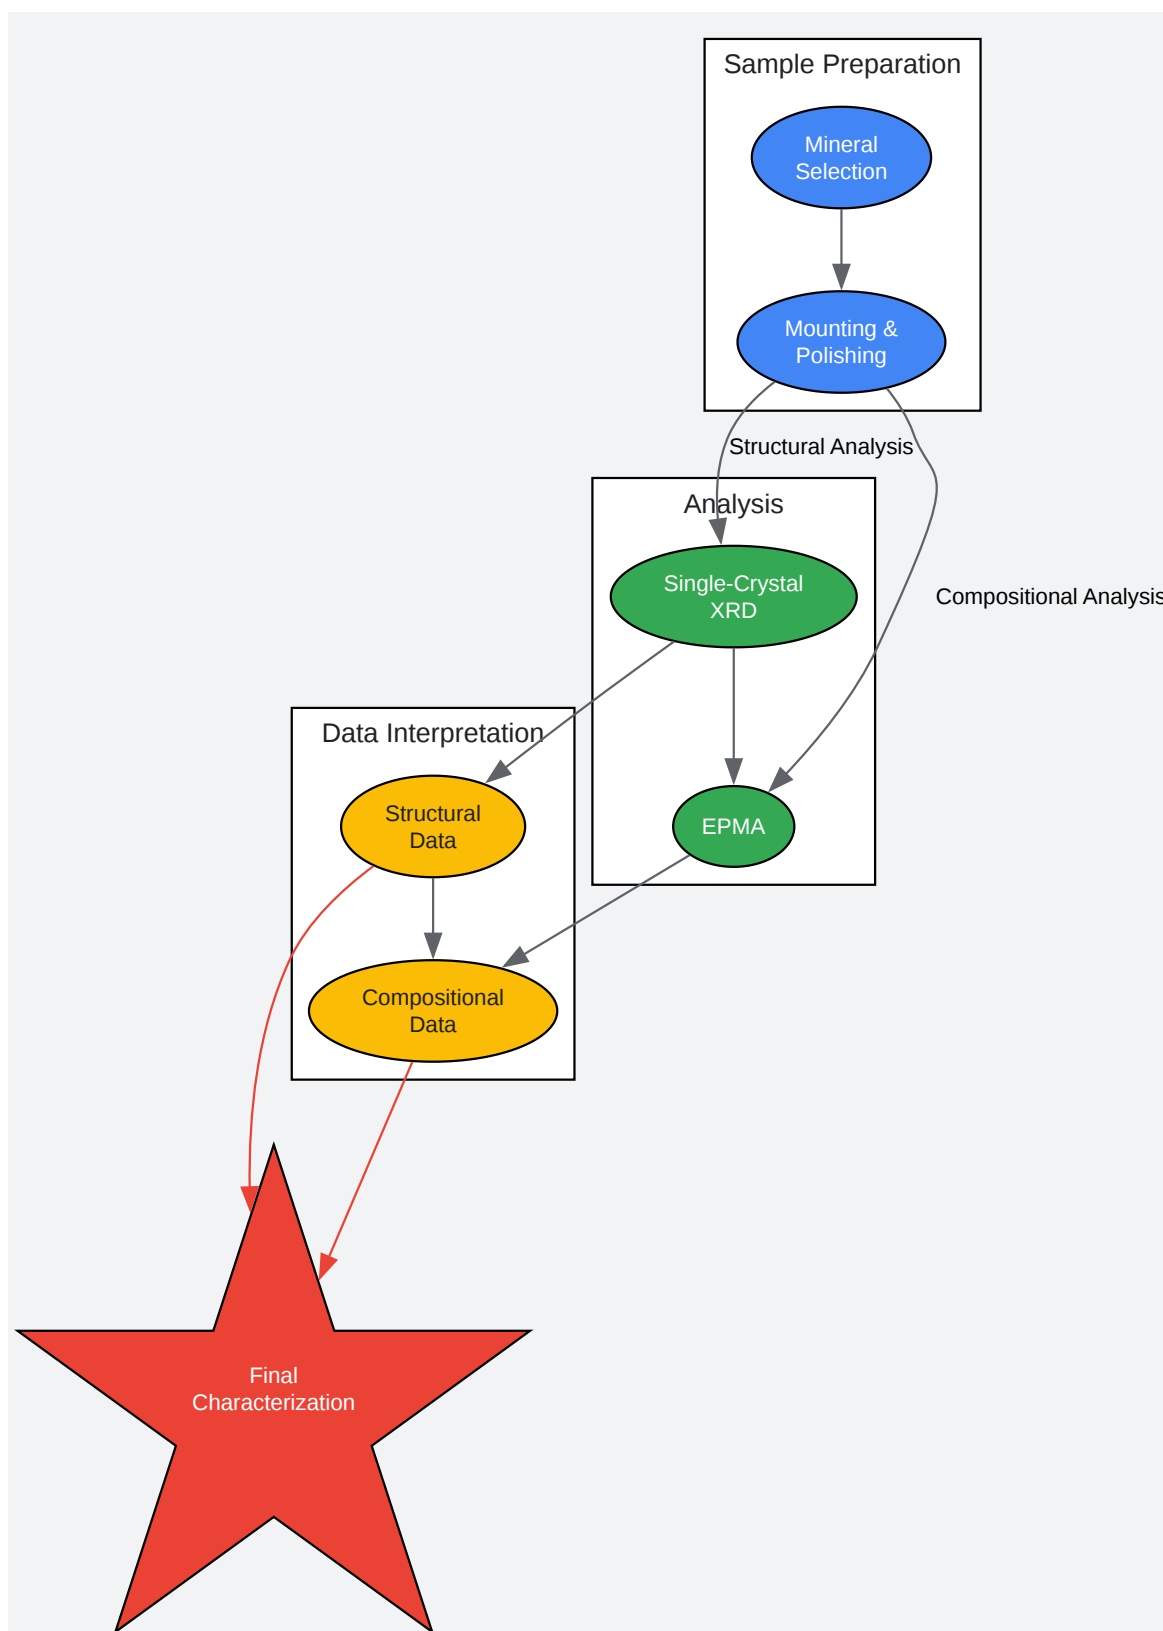 Sample Preparation
Mineral
Selection
Mounting &
Polishing
Structural Analysis
Analysis
Single-Crystal
XRD
Compositional Analysis
Data Interpretation
Structural
Data
EPMA
Compositional
Data
Final
Characterization